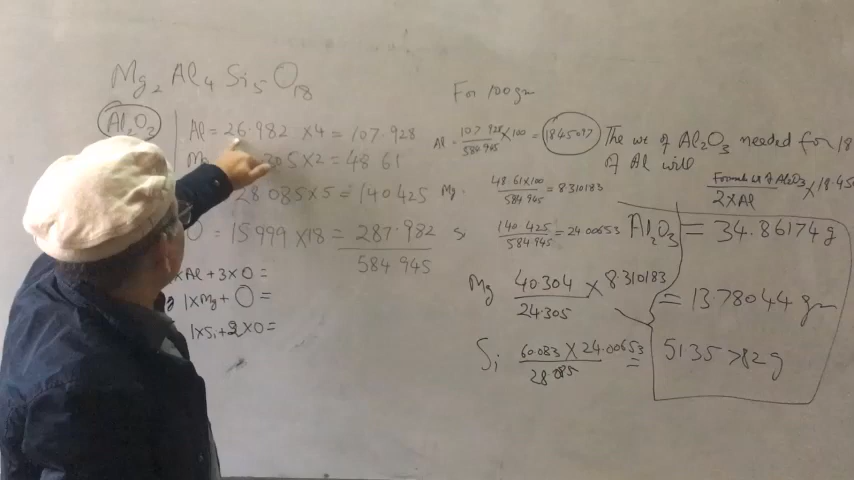 Mg2 Al4 Si5 O18
Al2O3
Al = 26.982 x4 = 107.928
305x2 = 48 61
28 085x5 = 140 425
O = 15 999 x18 = 287.982
584 945
xAl + 3xO =
1xMg + O =
1xSi + 2xO =
For 100gm
Al = 107 928/584 945 x 100 = 18 45097
Mg. 48.61x100/584 945 = 8 310183
Si 140 425/584 945 = 24 00653
The wt of Al2O3 needed for 18
of Al will
Formula wt of Al2O3/2xAl x 18.45
Al2O3 = 34.86174 g
Mg 40 304/24.305 x 8.310183 = 13.78044 gm
Si 60.083 x 24.00653/28 085 =